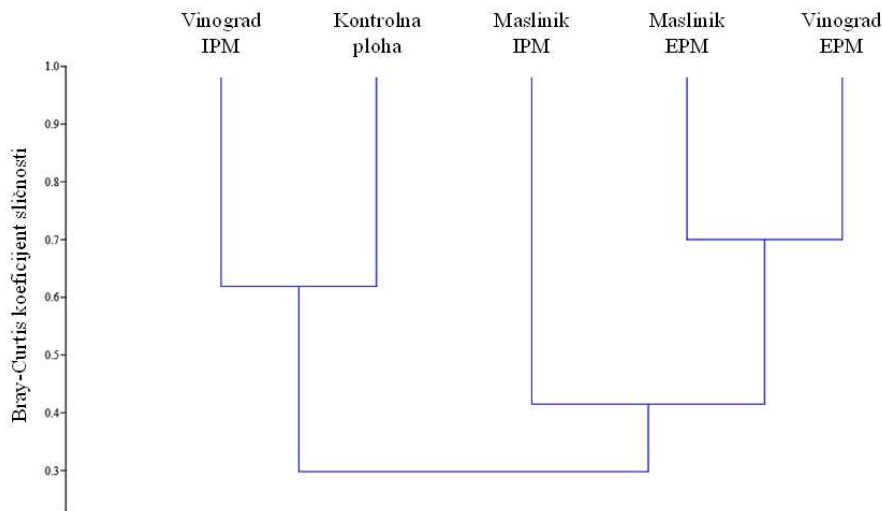 Vinograd IPM
Kontrolna ploha
Maslinik IPM
Maslinik EPM
Vinograd EPM
Bray-Curtis koeficijent sličnosti
1.0
0.9
0.8
0.7
0.6
0.5
0.4
0.3